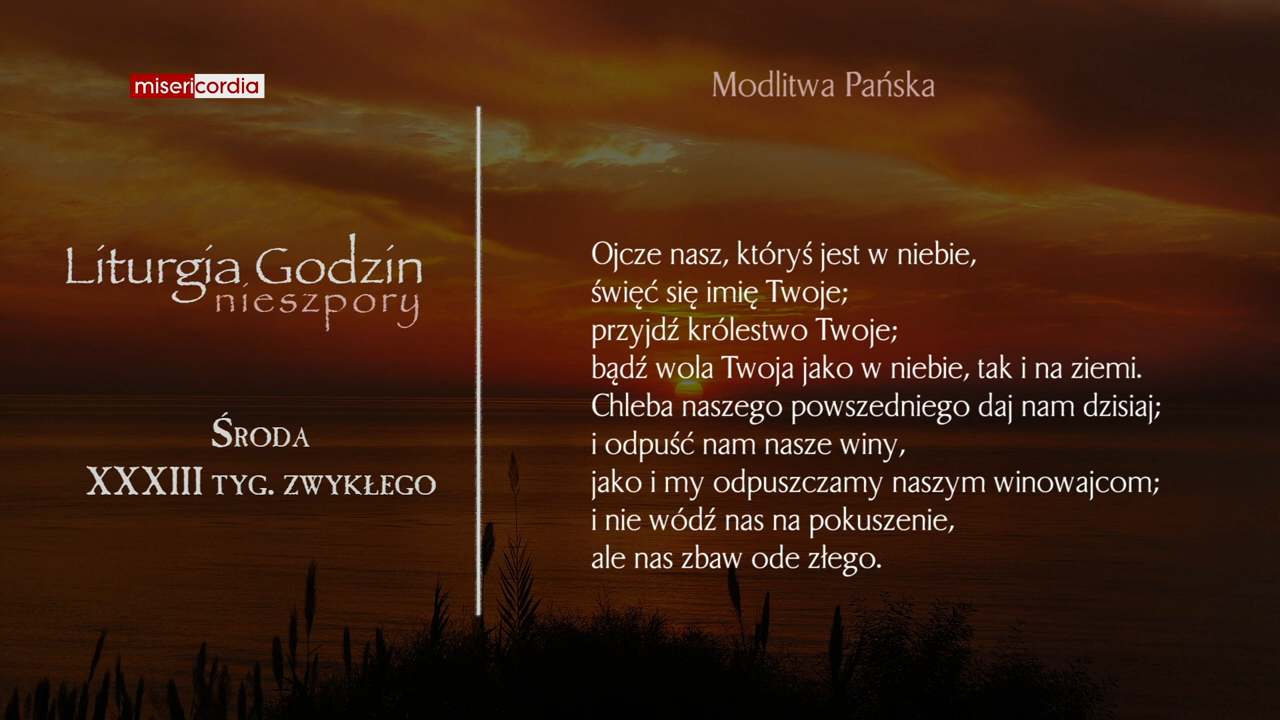 misericordia
Liturgia Godzin
nieszpory
Środa
XXXIII tyg. zwykłego
Modlitwa Pańska
Ojcze nasz, któryś jest w niebie,
święć się imię Twoje;
przyjdź królestwo Twoje;
bądź wola Twoja jako w niebie, tak i na ziemi.
Chleba naszego powszedniego daj nam dzisiaj;
i odpuść nam nasze winy,
jako i my odpuszczamy naszym winowajcom;
i nie wódź nas na pokuszenie,
ale nas zbaw ode złego.